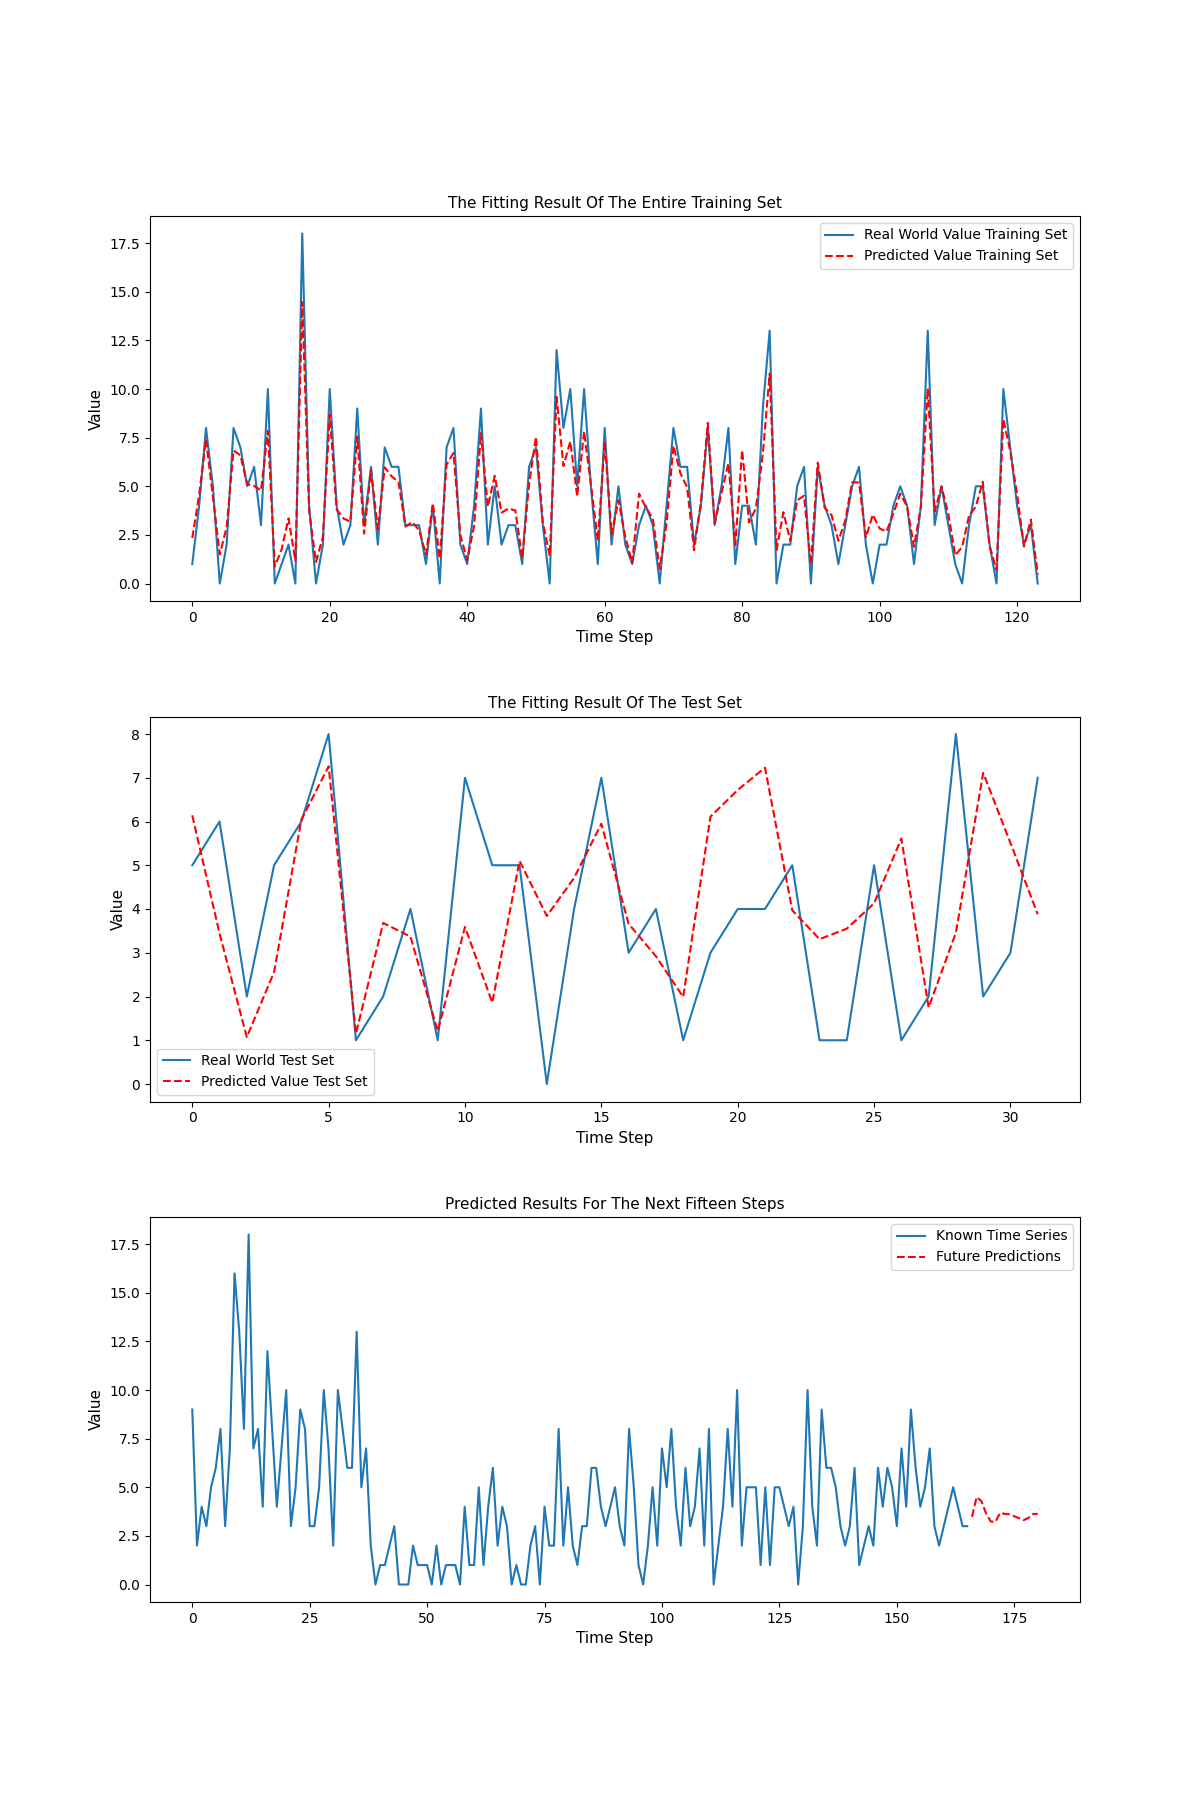 The Fitting Result Of The Entire Training Set
Real World Value Training Set
Predicted Value Training Set
17.5
15.0
12.5
10.0
7.5
5.0
2.5
0.0
Value
0 20 40 60 80 100 120
Time Step
The Fitting Result Of The Test Set
8
7
6
5
4
3
2
1
0
Value
Real World Test Set
Predicted Value Test Set
0 5 10 15 20 25 30
Time Step
Predicted Results For The Next Fifteen Steps
Known Time Series
Future Predictions
17.5
15.0
12.5
10.0
7.5
5.0
2.5
0.0
Value
0 25 50 75 100 125 150 175
Time Step